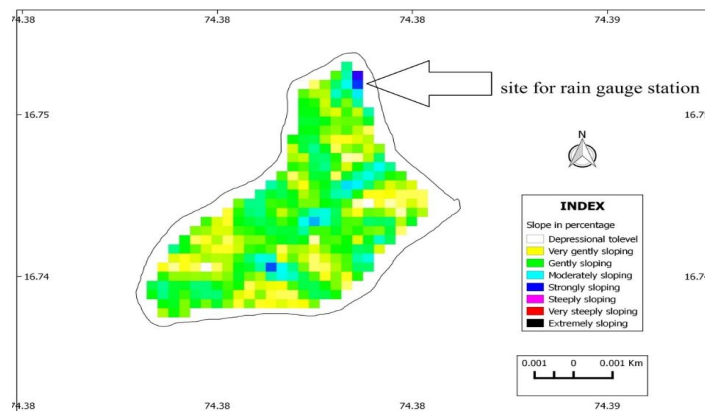 74.38 74.38 74.38 74.39
site for rain gauge station
16.75 16.75
N
INDEX
Slope in percentage
Depressional tolevel
Very gently sloping
Gently sloping
Moderately sloping
Strongly sloping
Steeply sloping
Very steeply sloping
Extremely sloping
16.74 16.74
0.001 0 0.001 Km
74.38 74.38 74.38 74.39